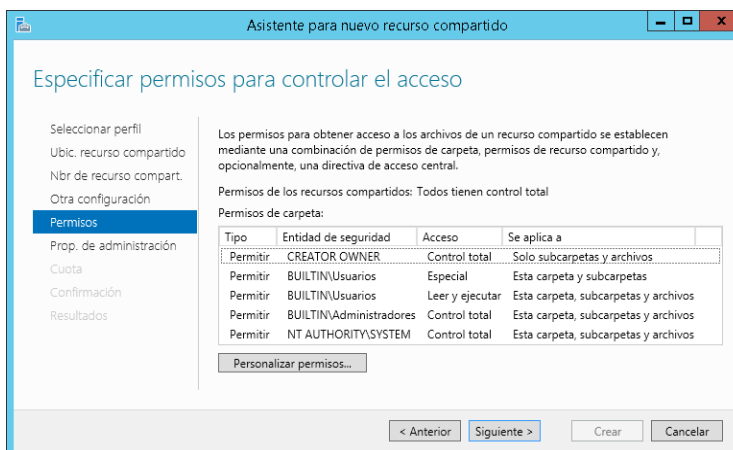 Asistente para nuevo recurso compartido
Especificar permisos para controlar el acceso
Seleccionar perfil
Ubic. recurso compartido
Nbr de recurso compart.
Otra configuración
Permisos
Prop. de administración
Cuota
Confirmación
Resultados
Los permisos para obtener acceso a los archivos de un recurso compartido se establecen
mediante una combinación de permisos de carpeta, permisos de recurso compartido y,
opcionalmente, una directiva de acceso central.
Permisos de los recursos compartidos: Todos tienen control total
Permisos de carpeta:
Tipo Entidad de seguridad Acceso Se aplica a
Permitir CREATOR OWNER Control total Solo subcarpetas y archivos
Permitir BUILTIN\Usuarios Especial Esta carpeta y subcarpetas
Permitir BUILTIN\Usuarios Leer y ejecutar Esta carpeta, subcarpetas y archivos
Permitir BUILTIN\Administradores Control total Esta carpeta, subcarpetas y archivos
Permitir NT AUTHORITY\SYSTEM Control total Esta carpeta, subcarpetas y archivos
Personalizar permisos...
< Anterior Siguiente > Crear Cancelar